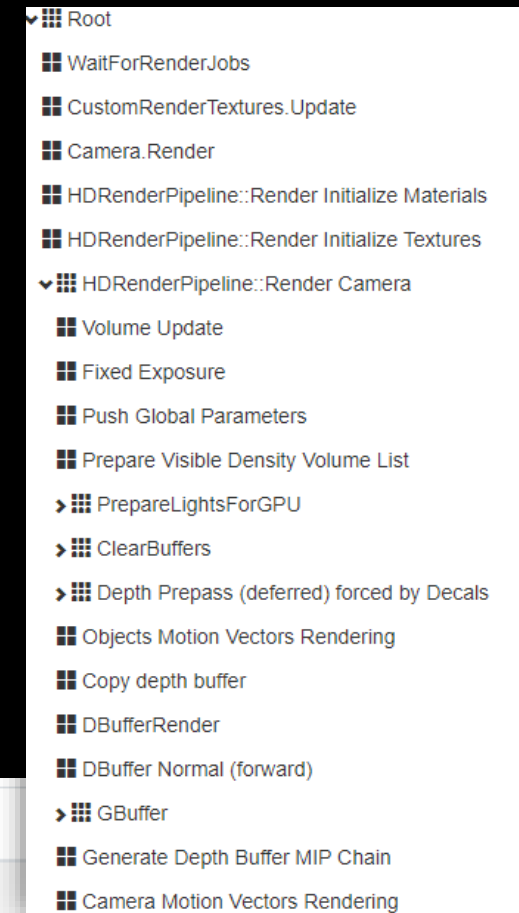 Root
WaitForRenderJobs
CustomRenderTextures.Update
Camera.Render
HDRenderPipeline::Render Initialize Materials
HDRenderPipeline::Render Initialize Textures
HDRenderPipeline::Render Camera
Volume Update
Fixed Exposure
Push Global Parameters
Prepare Visible Density Volume List
PrepareLightsForGPU
ClearBuffers
Depth Prepass (deferred) forced by Decals
Objects Motion Vectors Rendering
Copy depth buffer
DBufferRender
DBuffer Normal (forward)
GBuffer
Generate Depth Buffer MIP Chain
Camera Motion Vectors Rendering